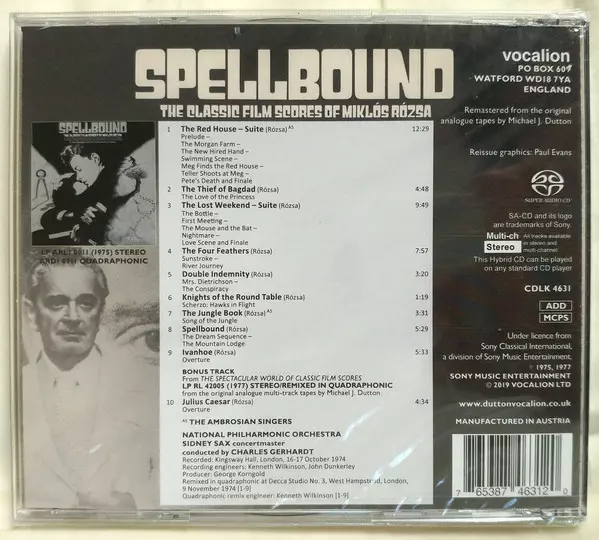 SPELLBOUND
THE CLASSIC FILM SCORES OF MIKLÓS RÓZSA
vocalion
PO BOX 609
WATFORD WD18 7YA
ENGLAND
Remastered from the original
analogue tapes by Michael J. Dutton
Reissue graphics: Paul Evans
SUPER AUDIO CD
SA-CD and its logo
are trademarks of Sony.
Multi-ch
Stereo
All tracks available
in stereo and
multi-channel
This Hybrid CD can be played
on any standard CD player
CDLK 4631
ADD
MCPS
Under licence from
Sony Classical International,
a division of Sony Music Entertainment.
℗ 1975, 1977
SONY MUSIC ENTERTAINMENT
© 2019 VOCALION LTD
www.duttonvocalion.co.uk
MANUFACTURED IN AUSTRIA
7 65387 46312 0
SPELLBOUND
(1975) STEREO
QUADRAPHONIC
1 The Red House – Suite (Rózsa) AS 12:29
Prelude –
The Morgan Farm –
The New Hired Hand –
Swimming Scene –
Meg Finds the Red House –
Teller Shoots at Meg –
Pete's Death and Finale
2 The Thief of Bagdad (Rózsa) 4:48
The Love of the Princess
3 The Lost Weekend – Suite (Rózsa) 9:49
The Bottle –
First Meeting –
The Mouse and the Bat –
Nightmare –
Love Scene and Finale
4 The Four Feathers (Rózsa) 7:57
Sunstroke –
River Journey
5 Double Indemnity (Rózsa) 3:20
Mrs. Dietrichson –
The Conspiracy
6 Knights of the Round Table (Rózsa) 1:19
Scherzo: Hawks in Flight
7 The Jungle Book (Rózsa) AS 3:31
Song of the Jungle
8 Spellbound (Rózsa) 5:29
The Dream Sequence –
The Mountain Lodge
9 Ivanhoe (Rózsa) 5:33
Overture
BONUS TRACK
From THE SPECTACULAR WORLD OF CLASSIC FILM SCORES
LP RL 42005 (1977) STEREO/REMIXED IN QUADRAPHONIC
from the original analogue multi-track tapes by Michael J. Dutton
10 Julius Caesar (Rózsa) 4:34
Overture
AS THE AMBROSIAN SINGERS
NATIONAL PHILHARMONIC ORCHESTRA
SIDNEY SAX concertmaster
conducted by CHARLES GERHARDT
Recorded: Kingsway Hall, London, 16-17 October 1974
Recording engineers: Kenneth Wilkinson, John Dunkerley
Producer: George Korngold
Remixed in quadraphonic at Decca Studio No. 3, West Hampstead, London,
9 November 1974 [1-9]
Quadraphonic remix engineer: Kenneth Wilkinson [1-9]